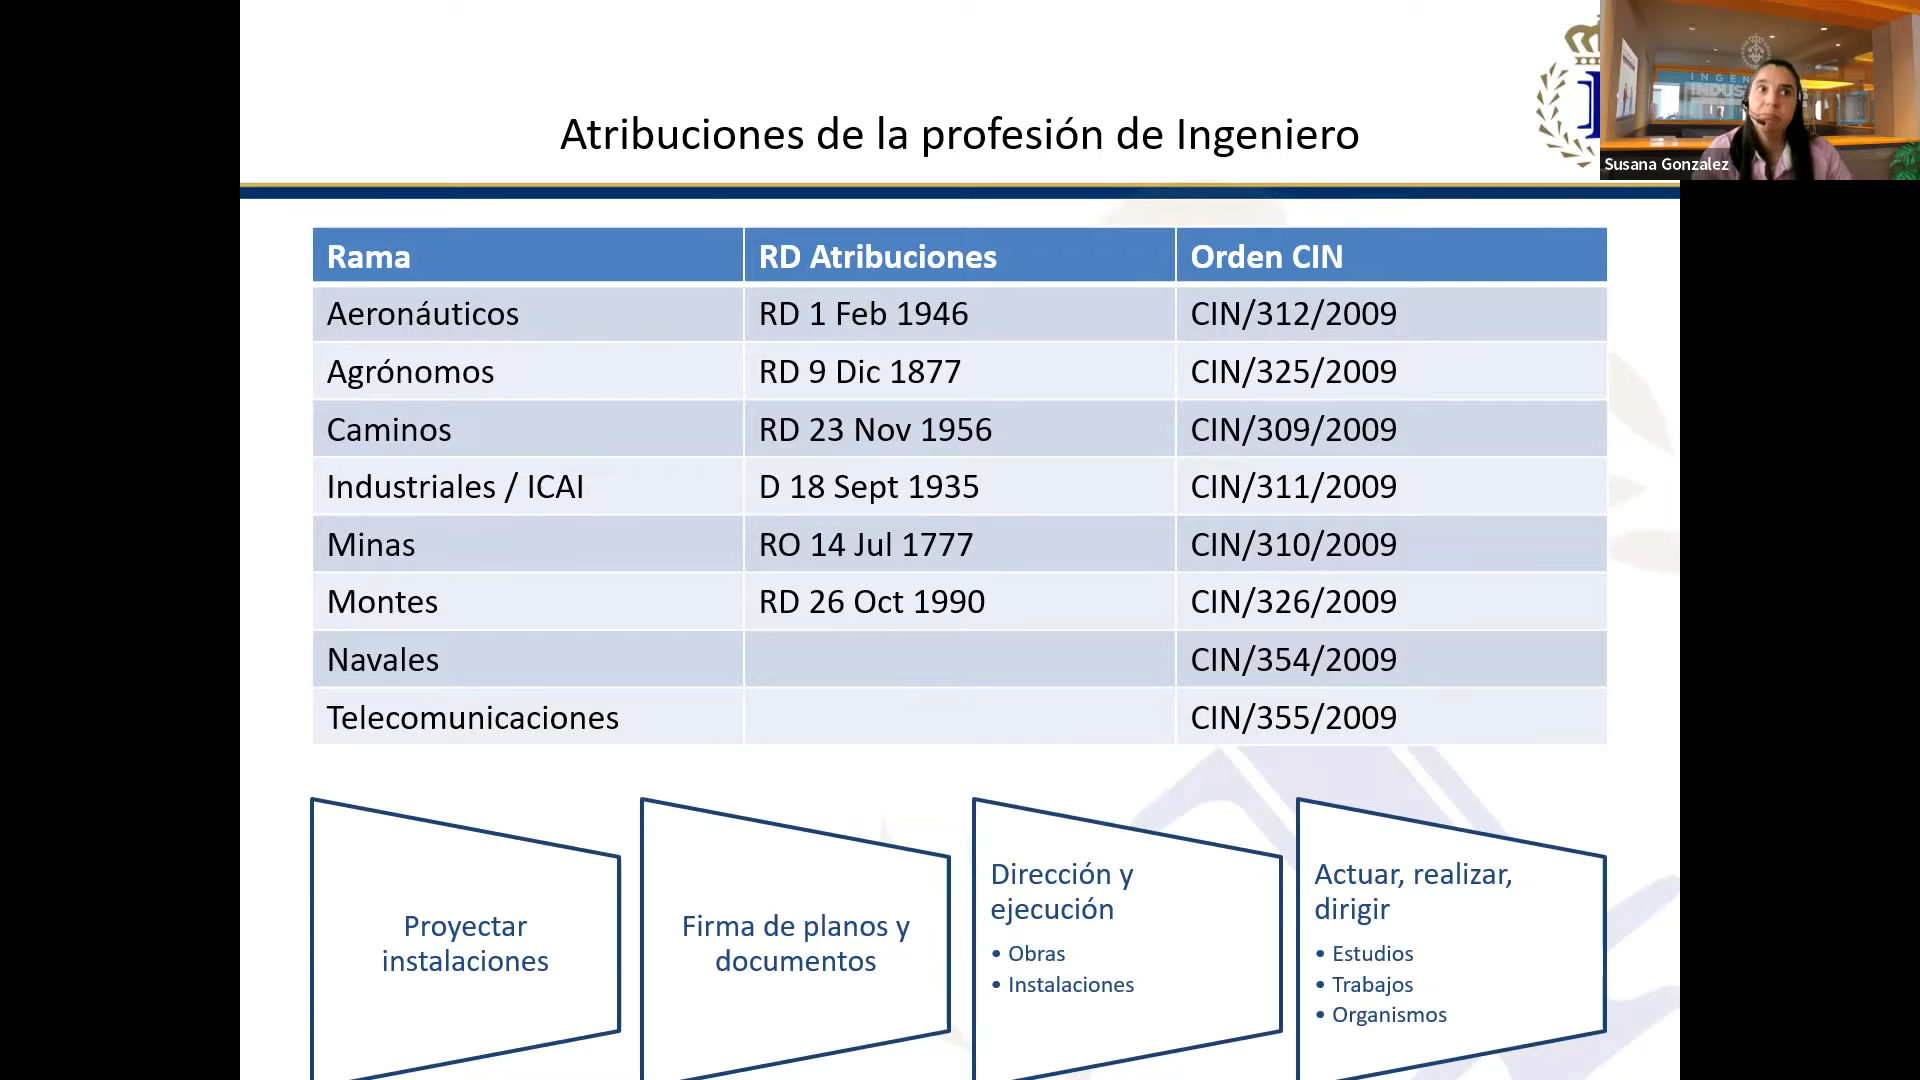 Atribuciones de la profesión de Ingeniero
INGEN
INDUS
Susana Gonzalez
Rama RD Atribuciones Orden CIN
Aeronáuticos RD 1 Feb 1946 CIN/312/2009
Agrónomos RD 9 Dic 1877 CIN/325/2009
Caminos RD 23 Nov 1956 CIN/309/2009
Industriales / ICAI D 18 Sept 1935 CIN/311/2009
Minas RO 14 Jul 1777 CIN/310/2009
Montes RD 26 Oct 1990 CIN/326/2009
Navales CIN/354/2009
Telecomunicaciones CIN/355/2009
Proyectar
instalaciones
Firma de planos y
documentos
Dirección y
ejecución
• Obras
• Instalaciones
Actuar, realizar,
dirigir
• Estudios
• Trabajos
• Organismos